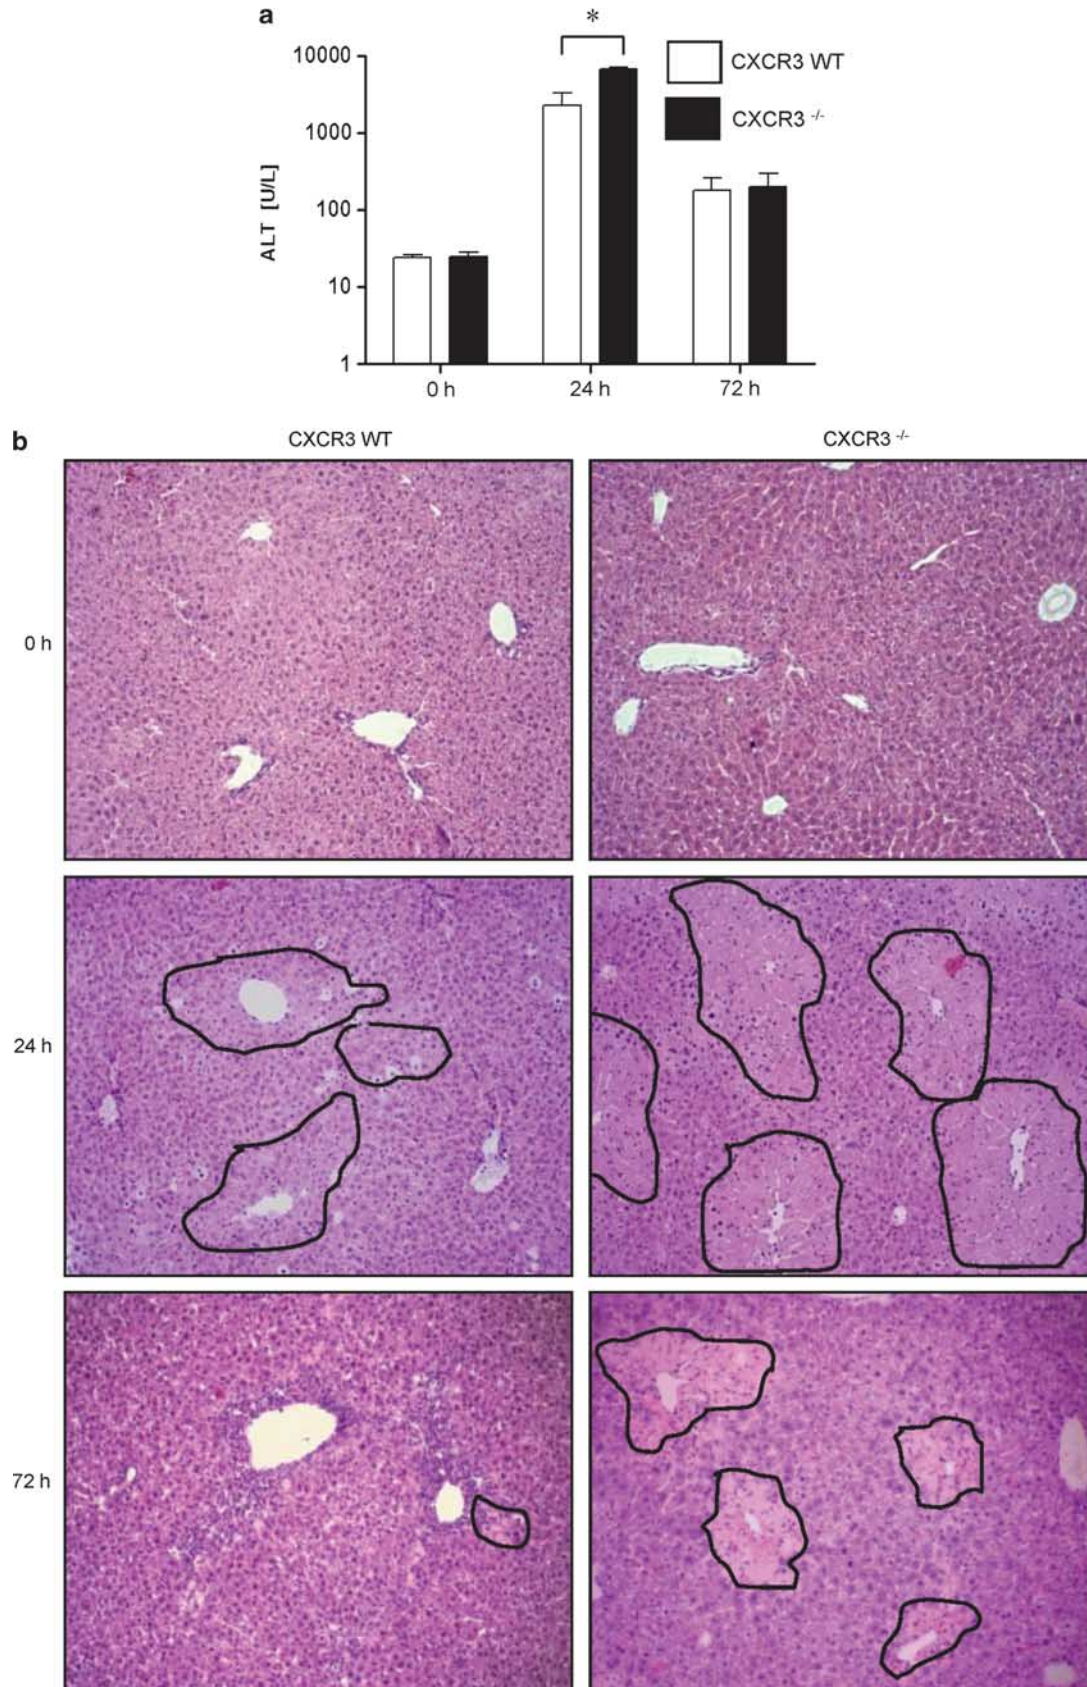 a
*
10000
1000
100
10
1
ALT [U/L]
0 h
24 h
72 h
CXCR3 WT
CXCR3 -/-
b
CXCR3 WT
CXCR3 -/-
0 h
24 h
72 h